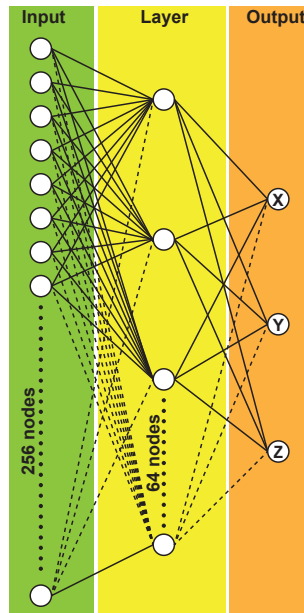 Input
Layer
Output
X
Y
Z
256 nodes
64 nodes